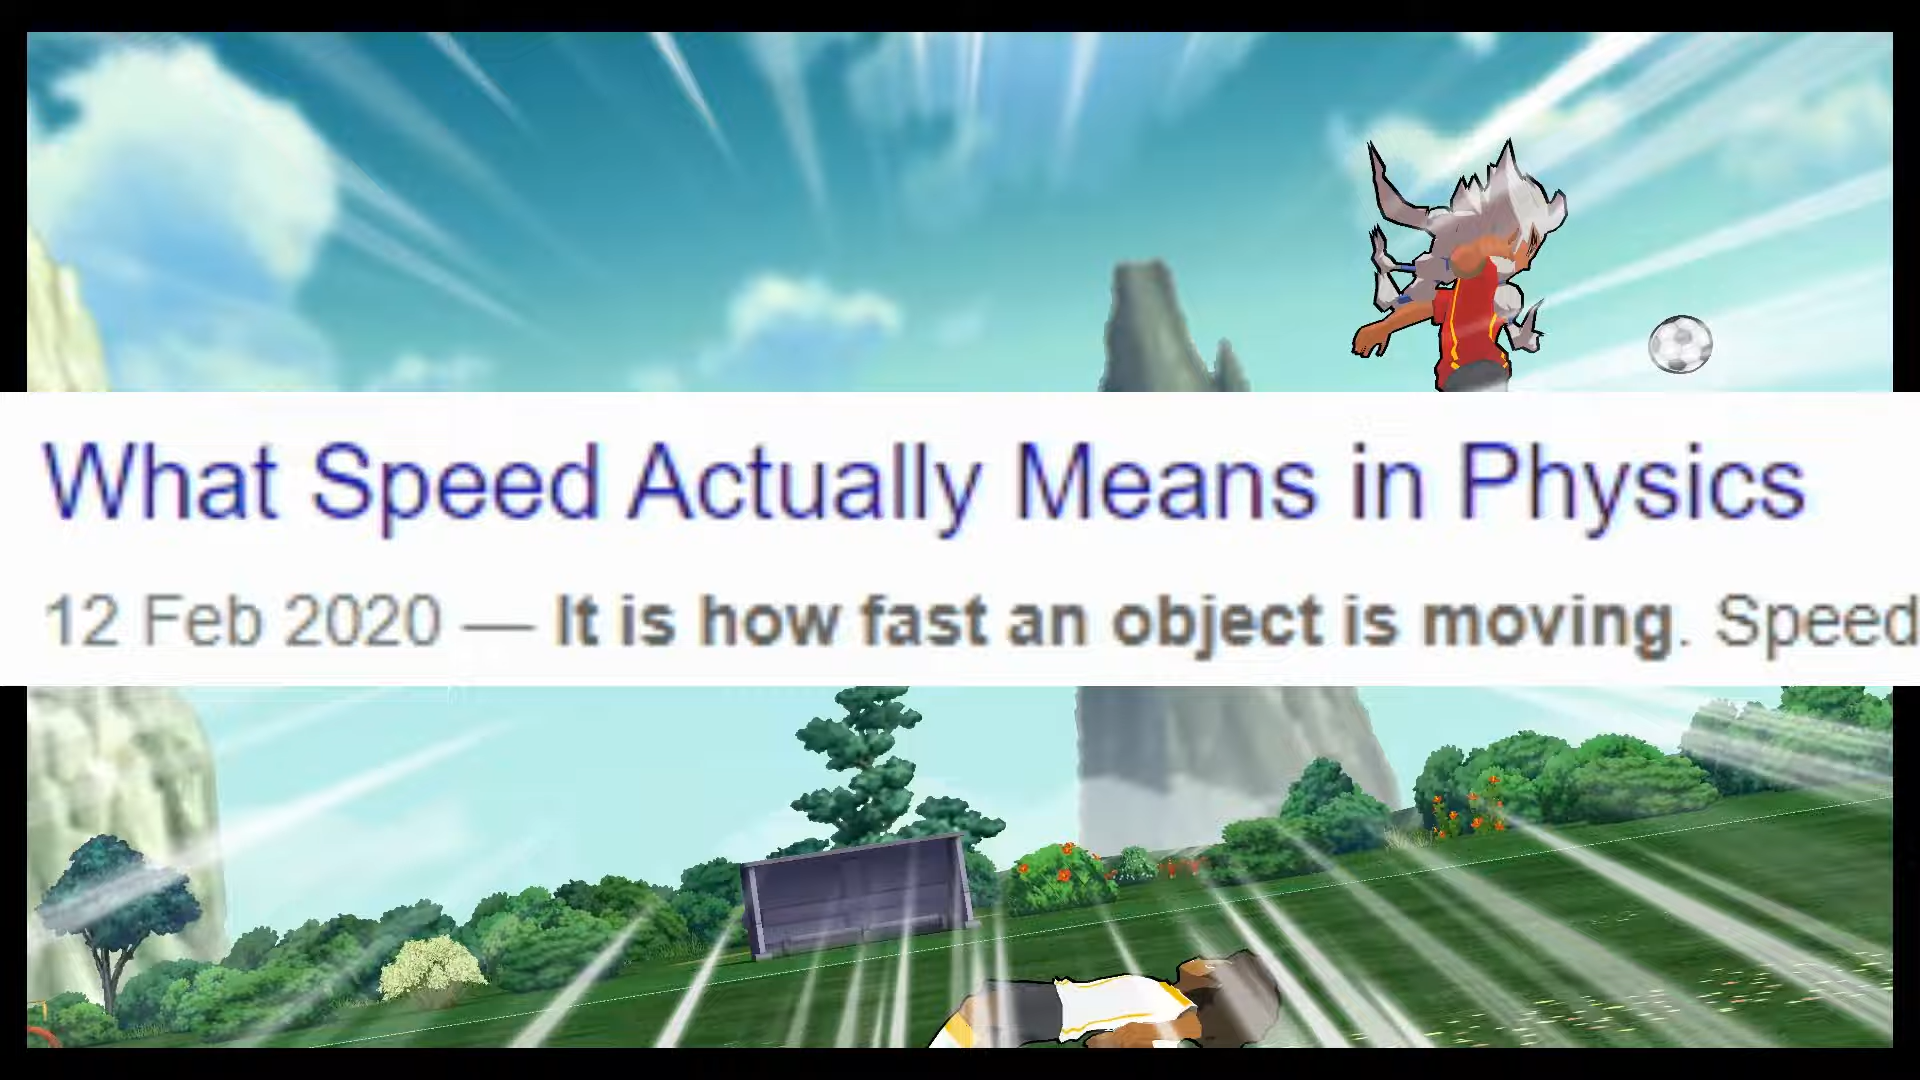 What Speed Actually Means in Physics
12 Feb 2020 — It is how fast an object is moving. Speed